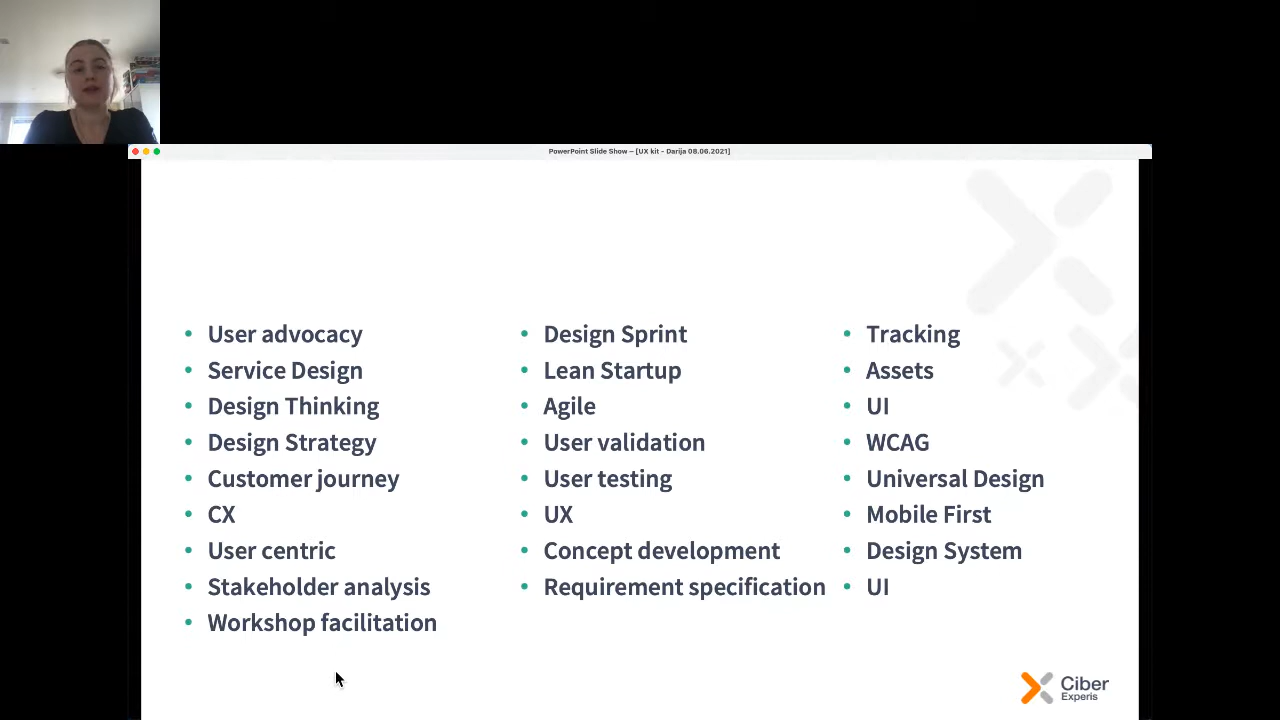 PowerPoint Slide Show – [UX kit - Darija 08.06.2021]
• User advocacy
• Service Design
• Design Thinking
• Design Strategy
• Customer journey
• CX
• User centric
• Stakeholder analysis
• Workshop facilitation
• Design Sprint
• Lean Startup
• Agile
• User validation
• User testing
• UX
• Concept development
• Requirement specification
• Tracking
• Assets
• UI
• WCAG
• Universal Design
• Mobile First
• Design System
• UI
Ciber
Experis